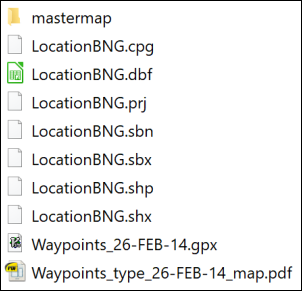 mastermap
LocationBNG.cpg
LocationBNG.dbf
LocationBNG.prj
LocationBNG.sbn
LocationBNG.sbx
LocationBNG.shp
LocationBNG.shx
Waypoints_26-FEB-14.gpx
Waypoints_type_26-FEB-14_map.pdf